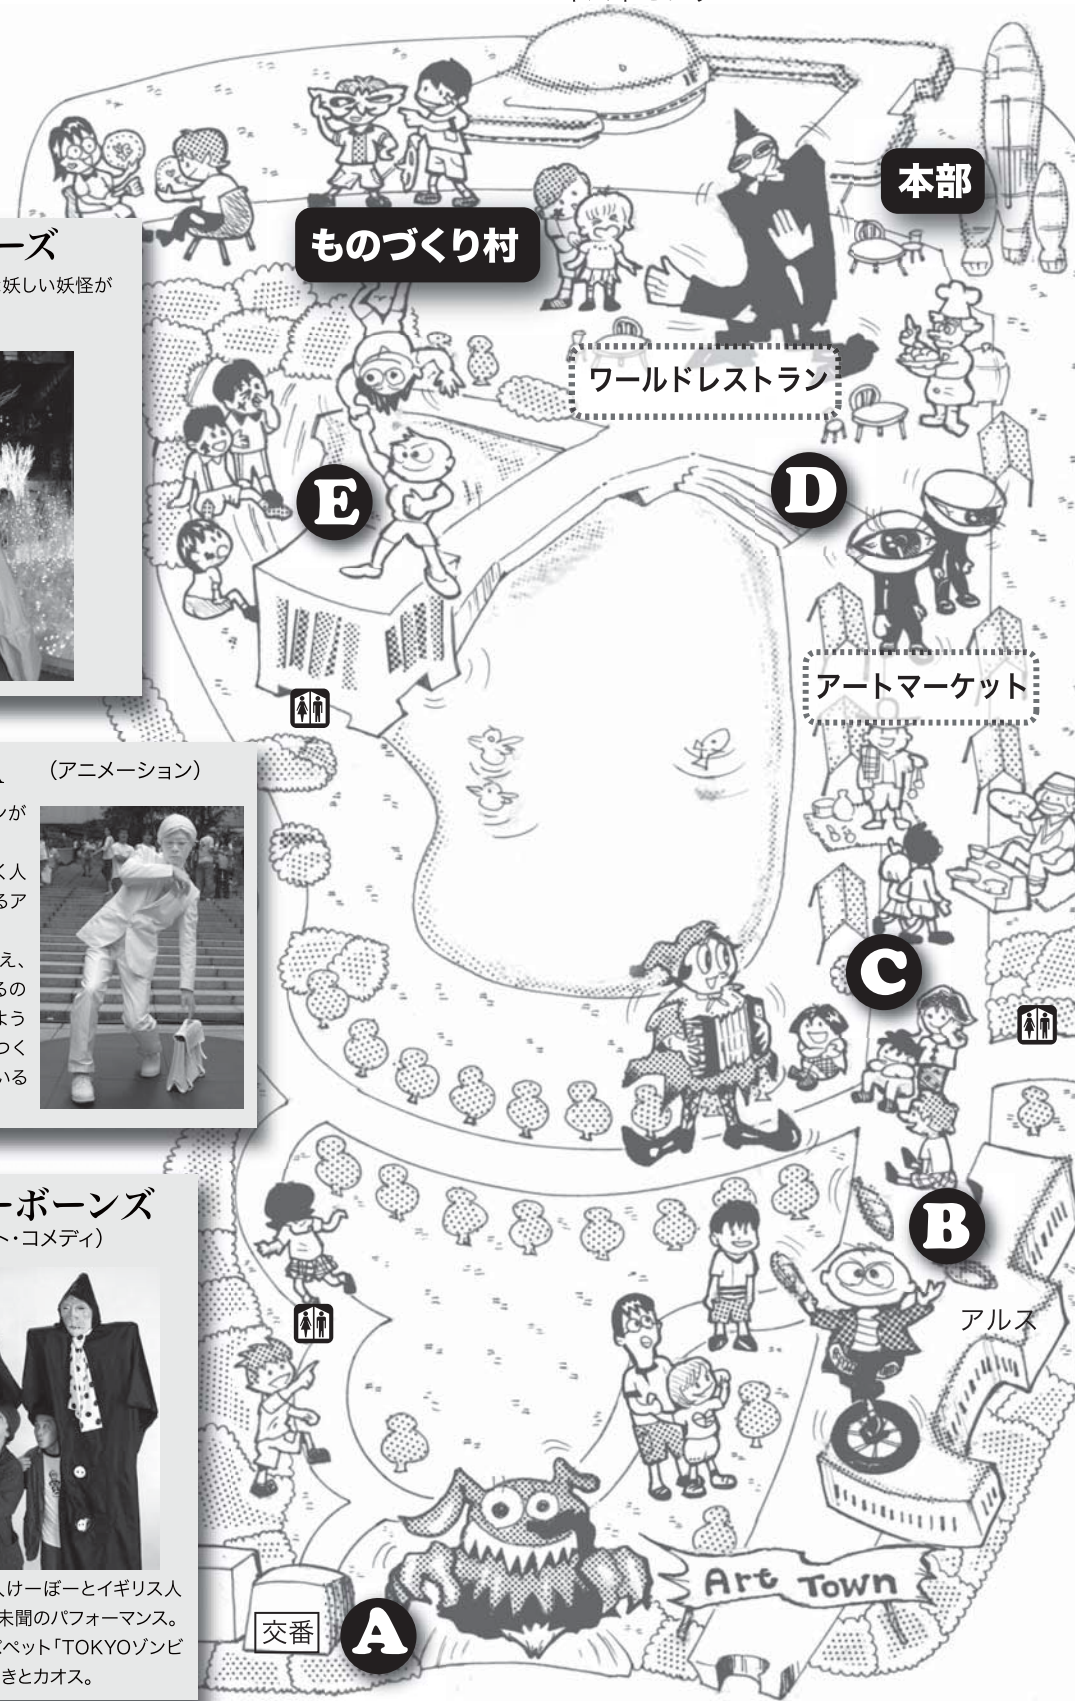 本部
ものづくり村
ーズ
妖しい妖怪が
ワールドレストラン
D
E
アートマーケット
(アニメーション)
ンが
く人
るア
え、
るの
よう
つく
いる
C
B
ーボーンズ
ト・コメディ)
アルス
人けーぼーとイギリス人
未聞のパフォーマンス。
ペット「TOKYOゾンビ
きとカオス。
Art Town
交番
A